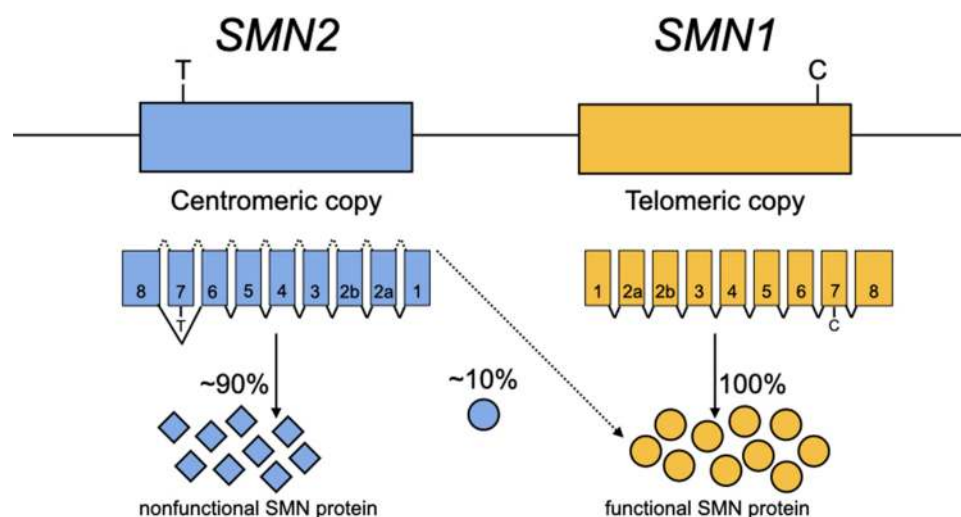 SMN2 SMN1
T C
Centromeric copy Telomeric copy
8 7 6 5 4 3 2b 2a 1 1 2a 2b 3 4 5 6 7 8
T C
~90% ~10% 100%
nonfunctional SMN protein functional SMN protein